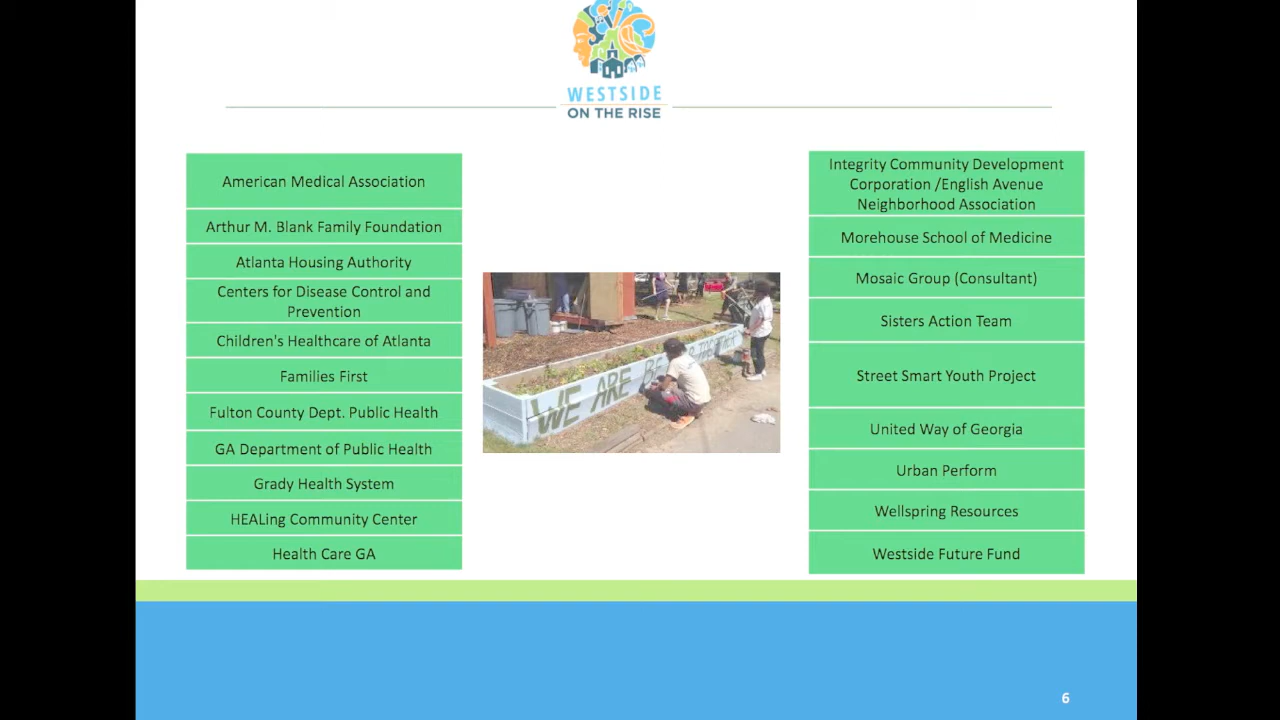 WESTSIDE
ON THE RISE
American Medical Association
Arthur M. Blank Family Foundation
Atlanta Housing Authority
Centers for Disease Control and
Prevention
Children's Healthcare of Atlanta
Families First
Fulton County Dept. Public Health
GA Department of Public Health
Grady Health System
HEALing Community Center
Health Care GA
WE ARE BE TOGETHER
Integrity Community Development
Corporation /English Avenue
Neighborhood Association
Morehouse School of Medicine
Mosaic Group (Consultant)
Sisters Action Team
Street Smart Youth Project
United Way of Georgia
Urban Perform
Wellspring Resources
Westside Future Fund
6